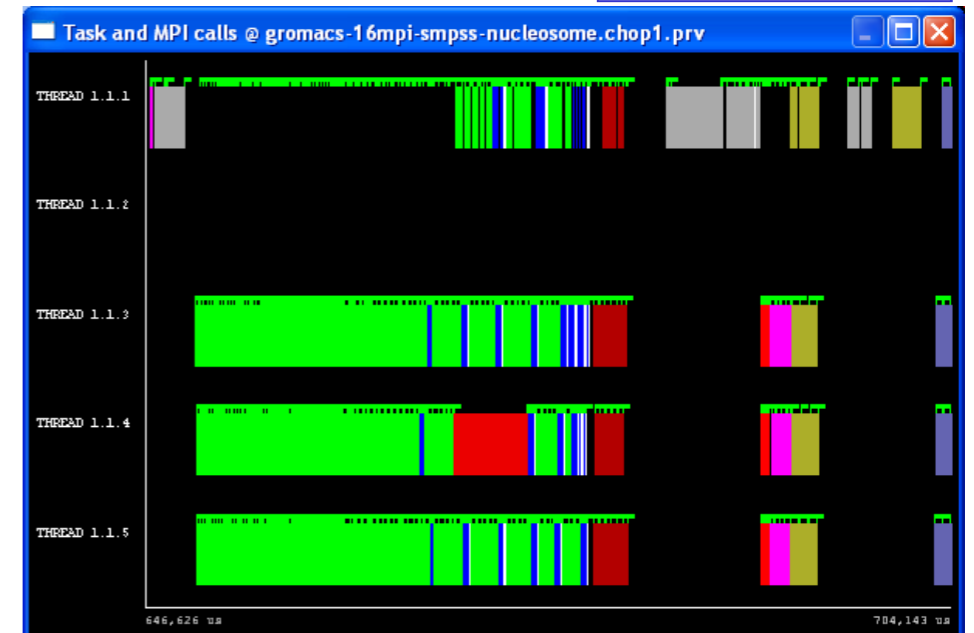 Task and MPI calls @ gromacs-16mpi-smpss-nucleosome.chop1.prv
THREAD 1.1.1
THREAD 1.1.2
THREAD 1.1.3
THREAD 1.1.4
THREAD 1.1.5
646,626 us
704,143 us